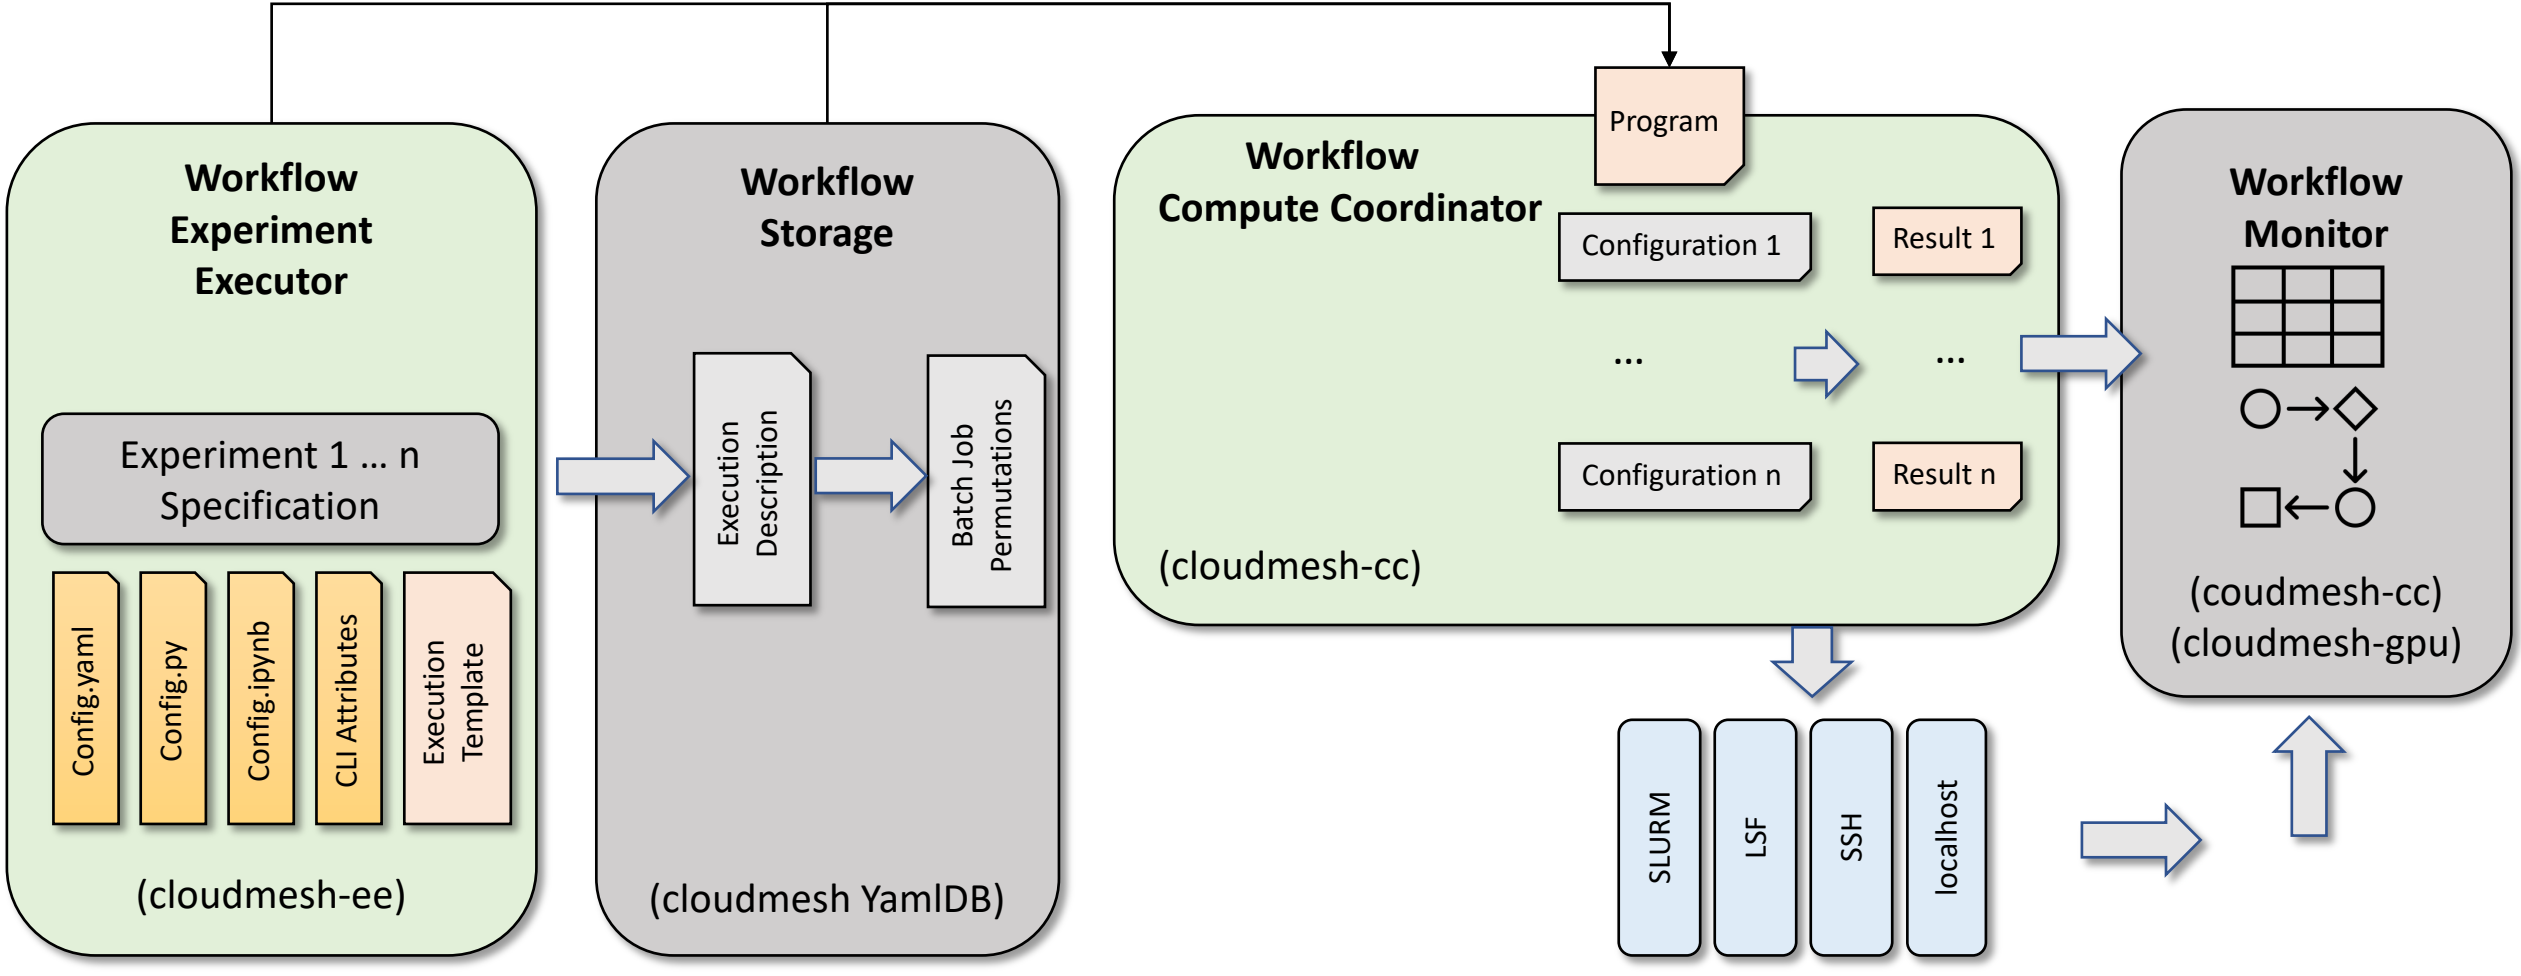 Workflow
Experiment
Executor
Experiment 1 ... n
Specification
Config.yaml
Config.py
Config.ipynb
CLI Attributes
Execution
Template
(cloudmesh-ee)
Workflow
Storage
Execution
Description
Batch Job
Permutations
(cloudmesh YamlDB)
Program
Workflow
Compute Coordinator
Configuration 1
Result 1
...
...
Configuration n
Result n
(cloudmesh-cc)
SLURM
LSF
SSH
localhost
Workflow
Monitor
(coudmesh-cc)
(cloudmesh-gpu)